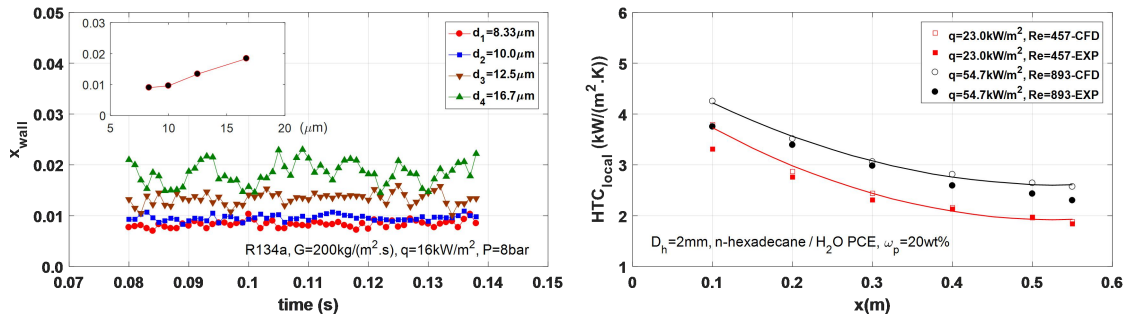 0.05
0.04
0.03
0.02
0.01
0.0
x_wall
0.07
0.08
0.09
0.1
0.11
0.12
0.13
0.14
0.15
time (s)
0.03
0.02
0.01
0
5
10
15
20
(μm)
d₁=8.33μm
d₂=10.0μm
d₃=12.5μm
d₄=16.7μm
R134a, G=200kg/(m².s), q=16kW/m², P=8bar
6
5
4
3
2
1
HTC_local (kW/(m².K))
0
0.1
0.2
0.3
0.4
0.5
0.6
x(m)
q=23.0kW/m², Re=457-CFD
q=23.0kW/m², Re=457-EXP
q=54.7kW/m², Re=893-CFD
q=54.7kW/m², Re=893-EXP
D_h=2mm, n-hexadecane / H₂O PCE, ω_p=20wt%